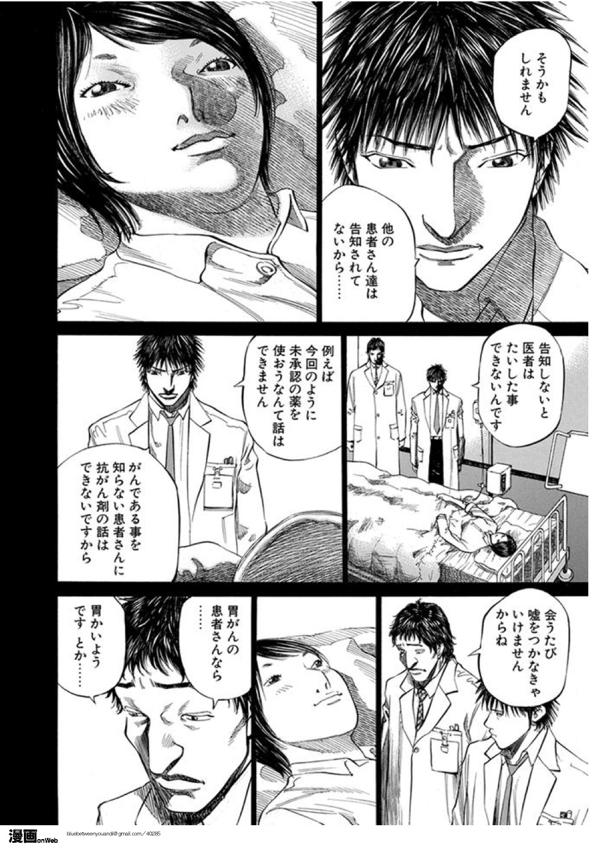 そうかも
しれません
他の
患者さん達は
告知されて
ないから……
告知しないと
医者は
たいした事
できないんです
例えば
今回のように
未承認の薬を
使おうなんて話は
できません
がんである事を
知らない患者さんに
抗がん剤の話は
できないですから
会うたび
嘘をつかなきゃ
いけません
からね
胃がんの
患者さんなら
……
胃かいよう
です とか……
漫画 on Web
bluebetweenyouandi@gmail.com/40285